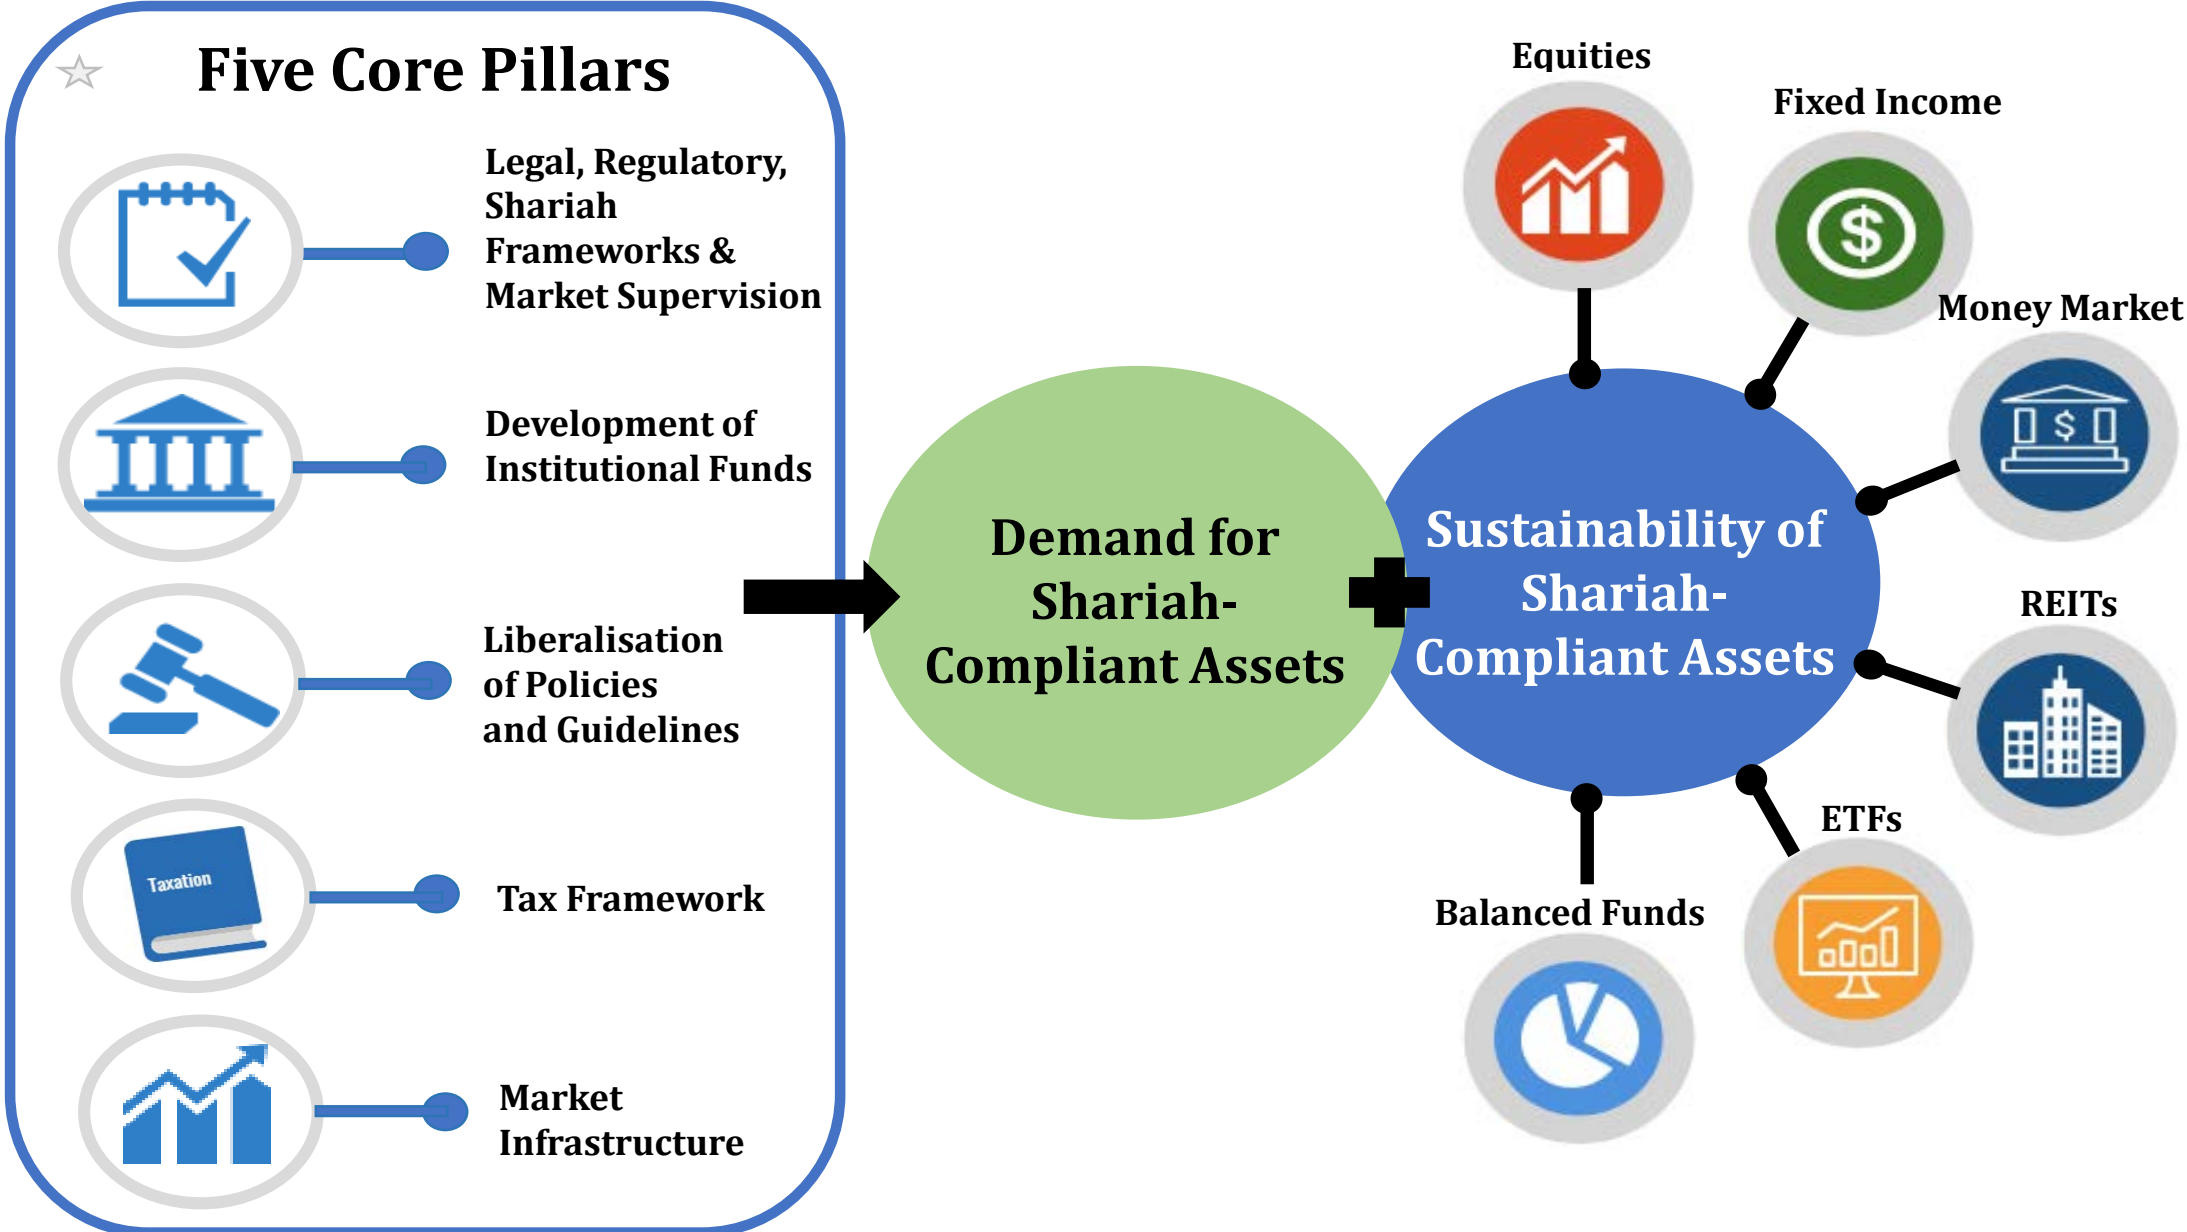 Five Core Pillars
Legal, Regulatory,
Shariah
Frameworks &
Market Supervision
Development of
Institutional Funds
Liberalisation
of Policies
and Guidelines
Taxation
Tax Framework
Market
Infrastructure
Demand for
Shariah-
Compliant Assets
Sustainability of
Shariah-
Compliant Assets
Equities
Fixed Income
$
Money Market
$
REITs
ETFs
Balanced Funds